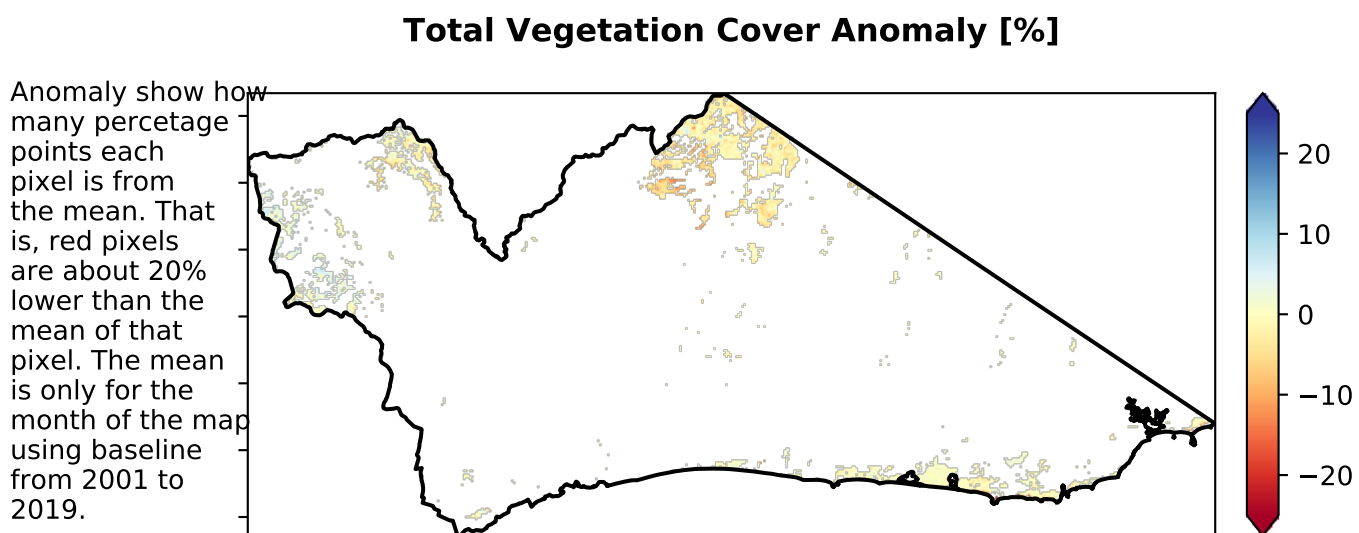 Total Vegetation Cover Anomaly [%]
Anomaly show how
many percetage
points each
pixel is from
the mean. That
is, red pixels
are about 20%
lower than the
mean of that
pixel. The mean
is only for the
month of the map
using baseline
from 2001 to
2019.
20
10
0
−10
−20